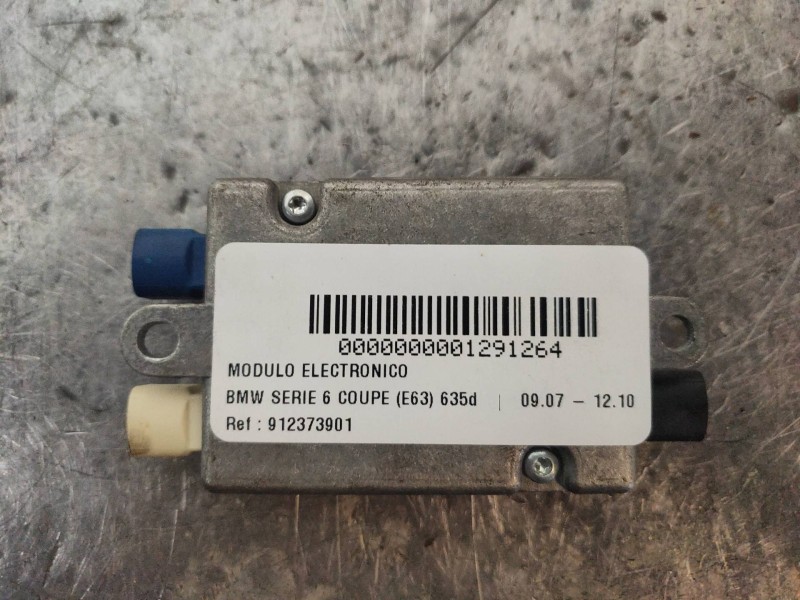 0000000001291264
MODULO ELECTRONICO
BMW SERIE 6 COUPE (E63) 635d | 09.07 – 12.10
Ref : 912373901